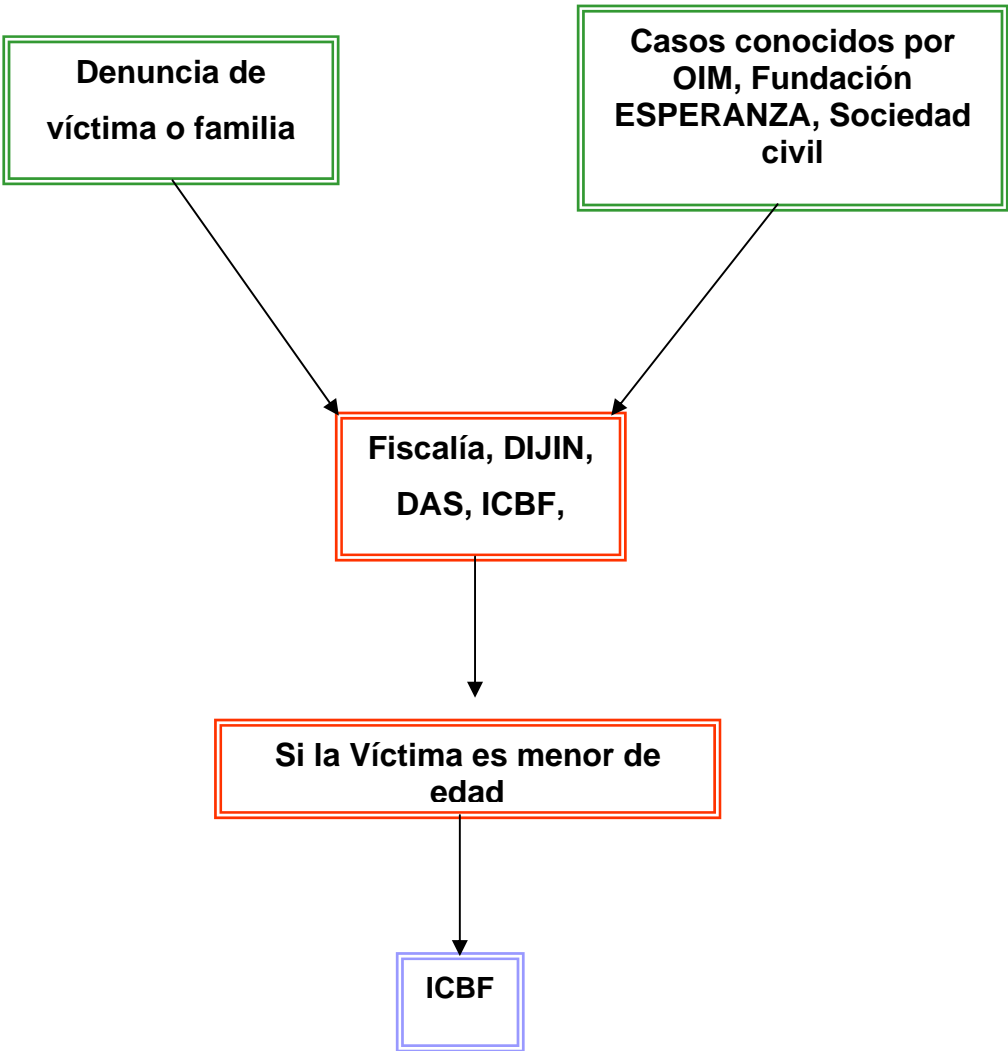 Denuncia de
víctima o familia
Casos conocidos por
OIM, Fundación
ESPERANZA, Sociedad
civil
Fiscalía, DIJIN,
DAS, ICBF,
Si la Víctima es menor de
edad
ICBF